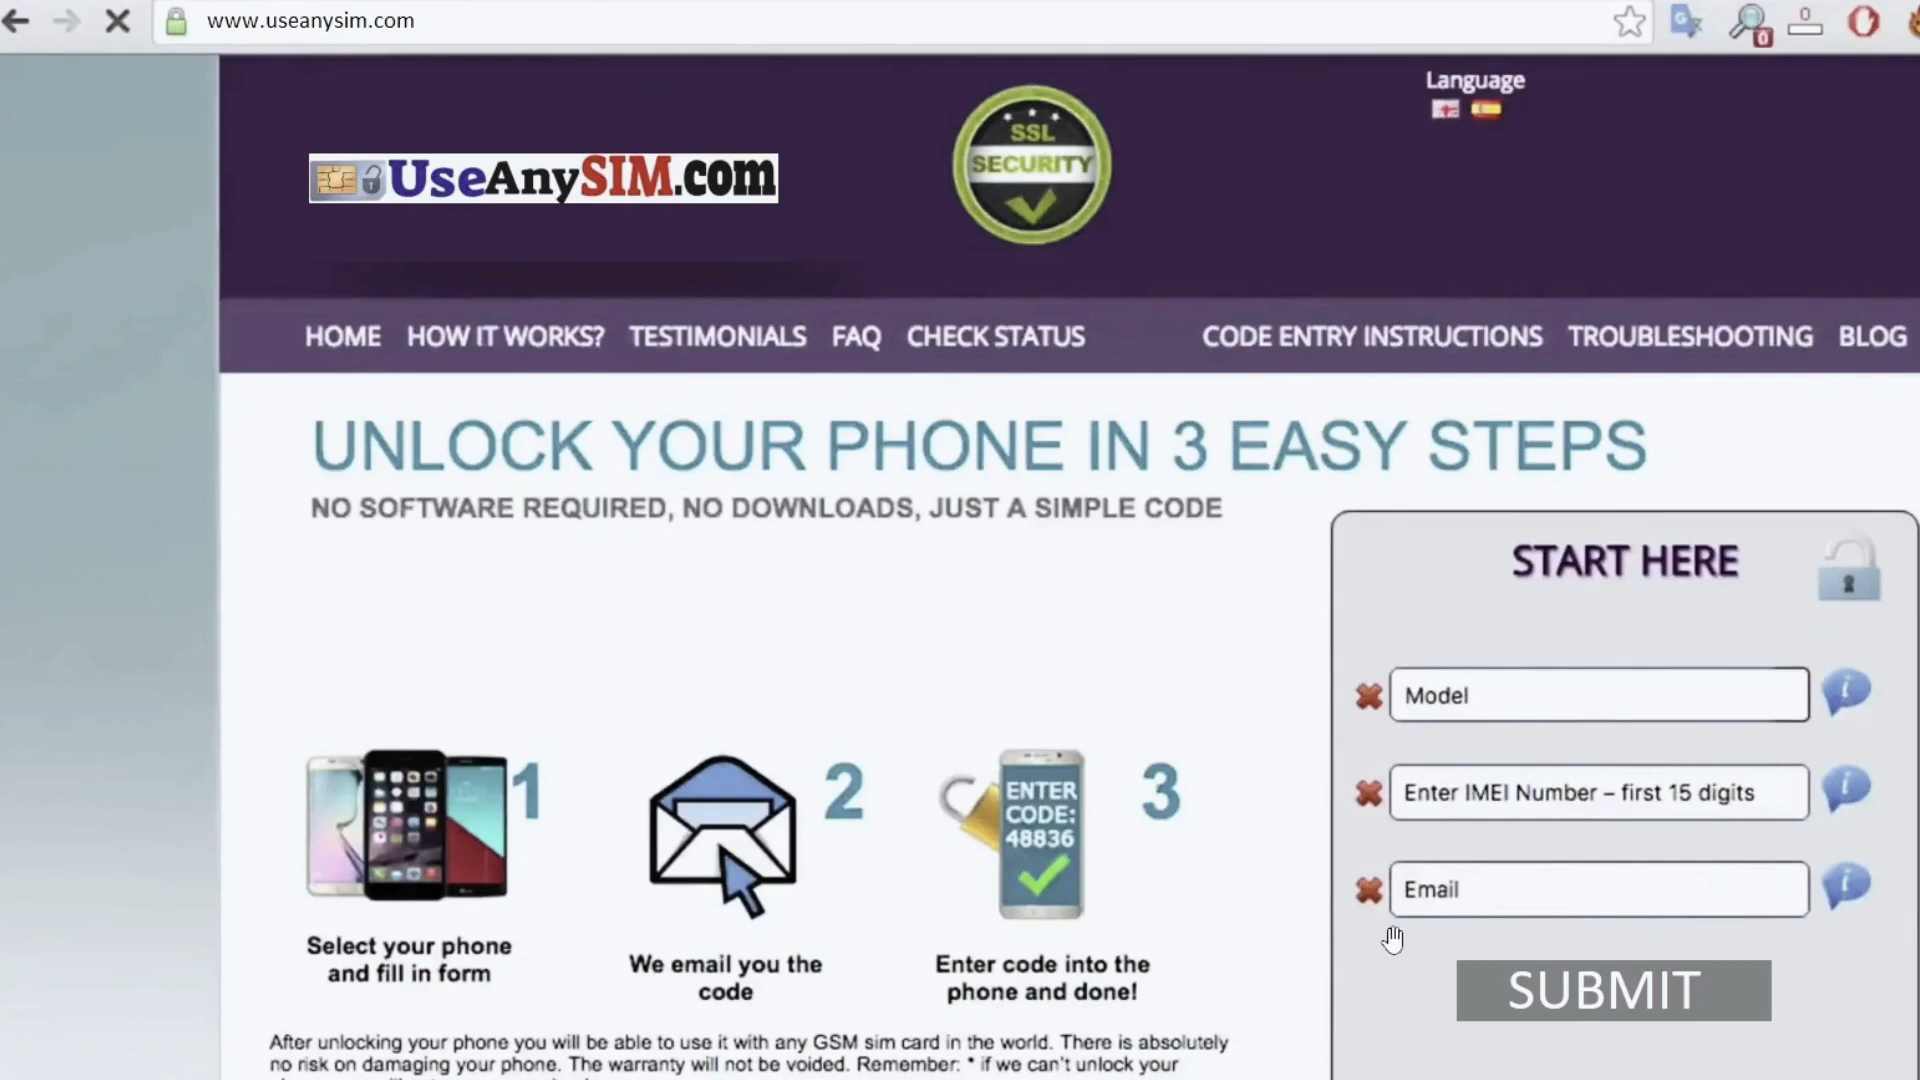 www.useanysim.com
0
0
Language
SSL
SECURITY
UseAnySIM.com
HOME HOW IT WORKS? TESTIMONIALS FAQ CHECK STATUS CODE ENTRY INSTRUCTIONS TROUBLESHOOTING BLOG
UNLOCK YOUR PHONE IN 3 EASY STEPS
NO SOFTWARE REQUIRED, NO DOWNLOADS, JUST A SIMPLE CODE
START HERE
Model
Enter IMEI Number – first 15 digits
Email
SUBMIT
1
Select your phone
and fill in form
2
We email you the
code
ENTER
CODE:
48836
3
Enter code into the
phone and done!
After unlocking your phone you will be able to use it with any GSM sim card in the world. There is absolutely
no risk on damaging your phone. The warranty will not be voided. Remember: * if we can't unlock your